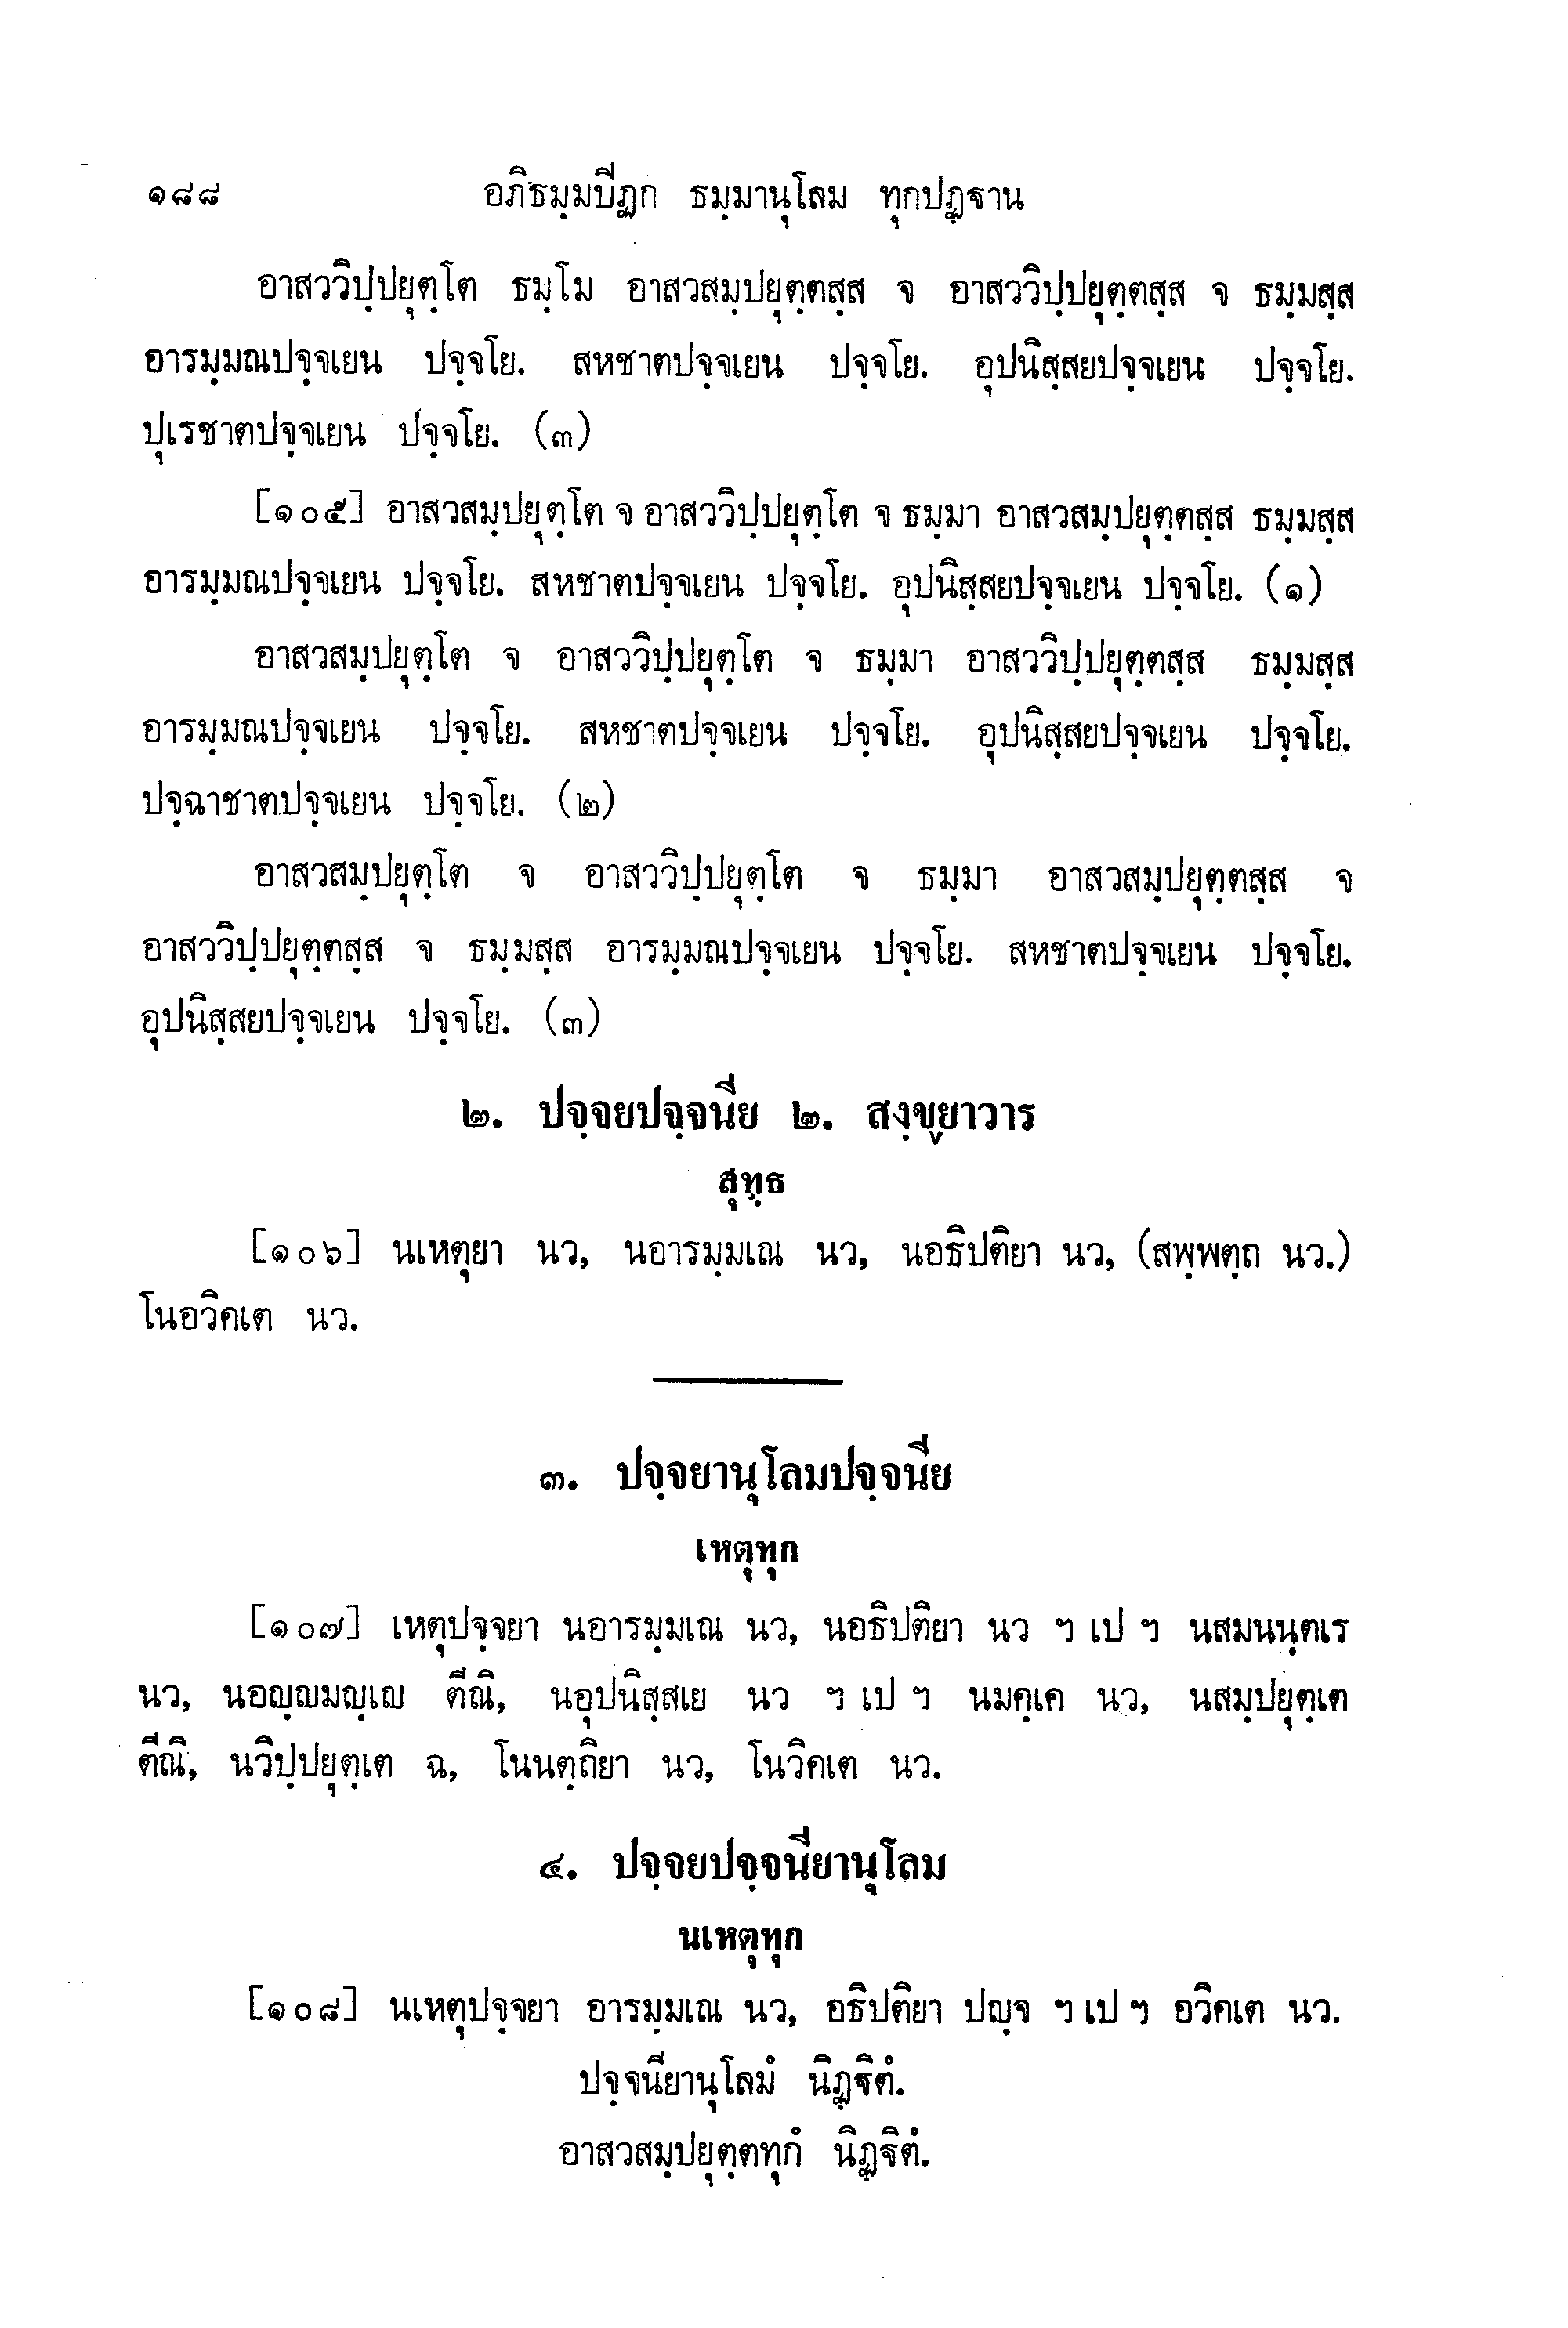 ๑๘๘ อภิธมฺมปิฏก ธมฺมานุโลม ทุกปฏฺฐาน
อาสววิปฺปยุตฺโต ธมฺโม อาสวสมฺปยุตฺตสฺส จ อาสววิปฺปยุตฺตสฺส จ ธมฺมสฺส
อารมฺมณปจฺจเยน ปจฺจโย. สหชาตปจฺจเยน ปจฺจโย. อุปนิสฺสยปจฺจเยน ปจฺจโย.
ปุเรชาตปจฺจเยน ปจฺจโย. (๓)
[๑๐๕] อาสวสมฺปยุตฺโต จ อาสววิปฺปยุตฺโต จ ธมฺมา อาสวสมฺปยุตฺตสฺส ธมฺมสฺส
อารมฺมณปจฺจเยน ปจฺจโย. สหชาตปจฺจเยน ปจฺจโย. อุปนิสฺสยปจฺจเยน ปจฺจโย. (๑)
อาสวสมฺปยุตฺโต จ อาสววิปฺปยุตฺโต จ ธมฺมา อาสววิปฺปยุตฺตสฺส ธมฺมสฺส
อารมฺมณปจฺจเยน ปจฺจโย. สหชาตปจฺจเยน ปจฺจโย. อุปนิสฺสยปจฺจเยน ปจฺจโย.
ปจฺฉาชาตปจฺจเยน ปจฺจโย. (๒)
อาสวสมฺปยุตฺโต จ อาสววิปฺปยุตฺโต จ ธมฺมา อาสวสมฺปยุตฺตสฺส จ
อาสววิปฺปยุตฺตสฺส จ ธมฺมสฺส อารมฺมณปจฺจเยน ปจฺจโย. สหชาตปจฺจเยน ปจฺจโย.
อุปนิสฺสยปจฺจเยน ปจฺจโย. (๓)
๒. ปจฺจยปจฺจนีย ๒. สงฺขฺยาวาร
สุทฺธ
[๑๐๖] นเหตุยา นว, นอารมฺมเณ นว, นอธิปติยา นว, (สพฺพตฺถ นว.)
โนอวิคเต นว.
๓. ปจฺจยานุโลมปจฺจนีย
เหตุทุก
[๑๐๗] เหตุปจฺจยา นอารมฺมเณ นว, นอธิปติยา นว ฯ เป ฯ นสมนนฺตเร
นว, นอญฺญมญฺเญ ตีณิ, นอุปนิสฺสเย นว ฯ เป ฯ นมคฺเค นว, นสมฺปยุตฺเต
ตีณิ, นวิปฺปยุตฺเต ฉ, โนนตฺถิยา นว, โนวิคเต นว.
๔. ปจฺจยปจฺจนียานุโลม
นเหตุทุก
[๑๐๘] นเหตุปจฺจยา อารมฺมเณ นว, อธิปติยา ปญฺจ ฯ เป ฯ อวิคเต นว.
ปจฺจนียานุโลมํ นิฏฺฐิตํ.
อาสวสมฺปยุตฺตทุกํ นิฏฺฐิตํ.